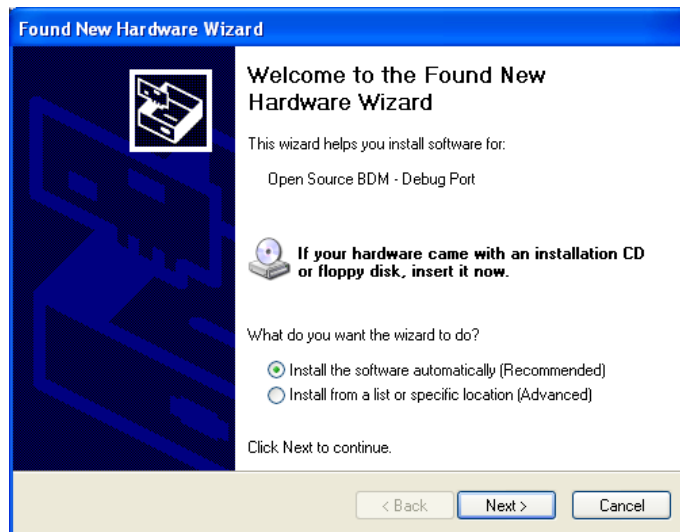 Found New Hardware Wizard
Welcome to the Found New
Hardware Wizard
This wizard helps you install software for:
Open Source BDM - Debug Port
If your hardware came with an installation CD
or floppy disk, insert it now.
What do you want the wizard to do?
Install the software automatically (Recommended)
Install from a list or specific location (Advanced)
Click Next to continue.
< Back
Next >
Cancel